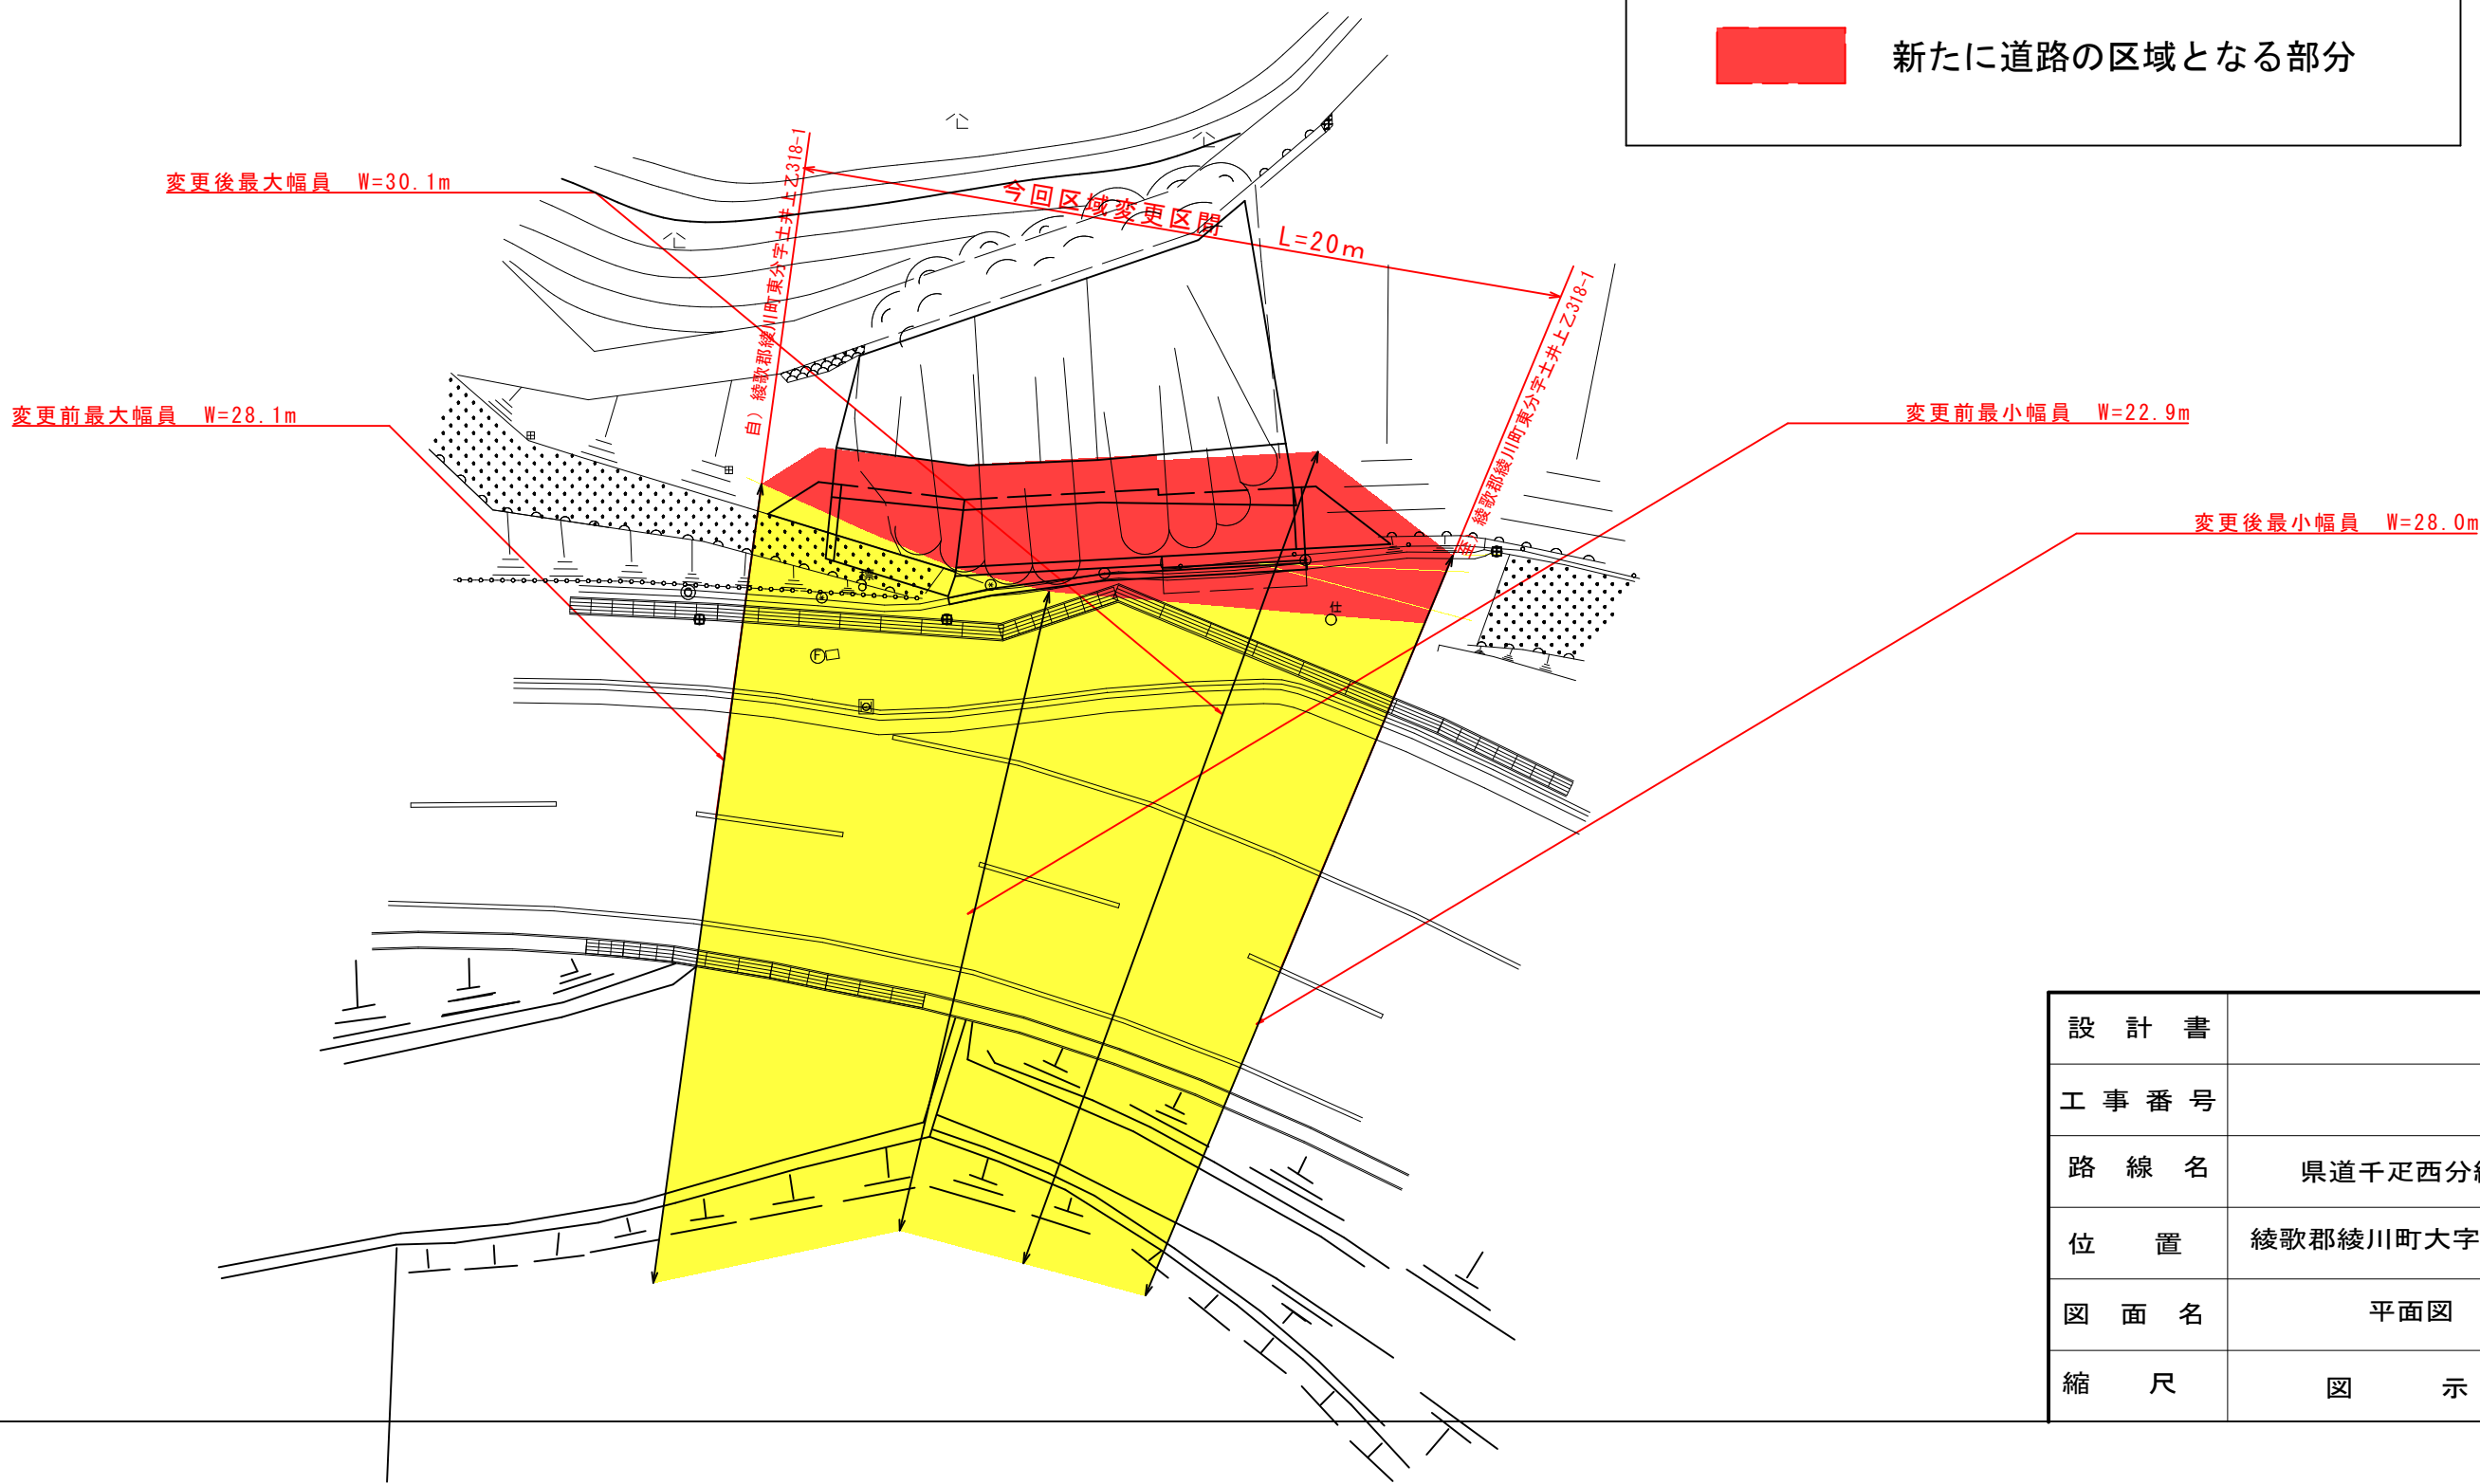 新たに道路の区域となる部分
変更後最大幅員 W=30.1m
今回区域変更区間 L=20m
自）綾歌郡綾川町東分字土井上乙318-1
至）綾歌郡綾川町東分字土井上乙318-1
変更前最大幅員 W=28.1m
変更前最小幅員 W=22.9m
変更後最小幅員 W=28.0m
標
仕
F
設計書
工事番号
路線名 県道千疋西分
位置 綾歌郡綾川町大字
図面名 平面図
縮尺 図示